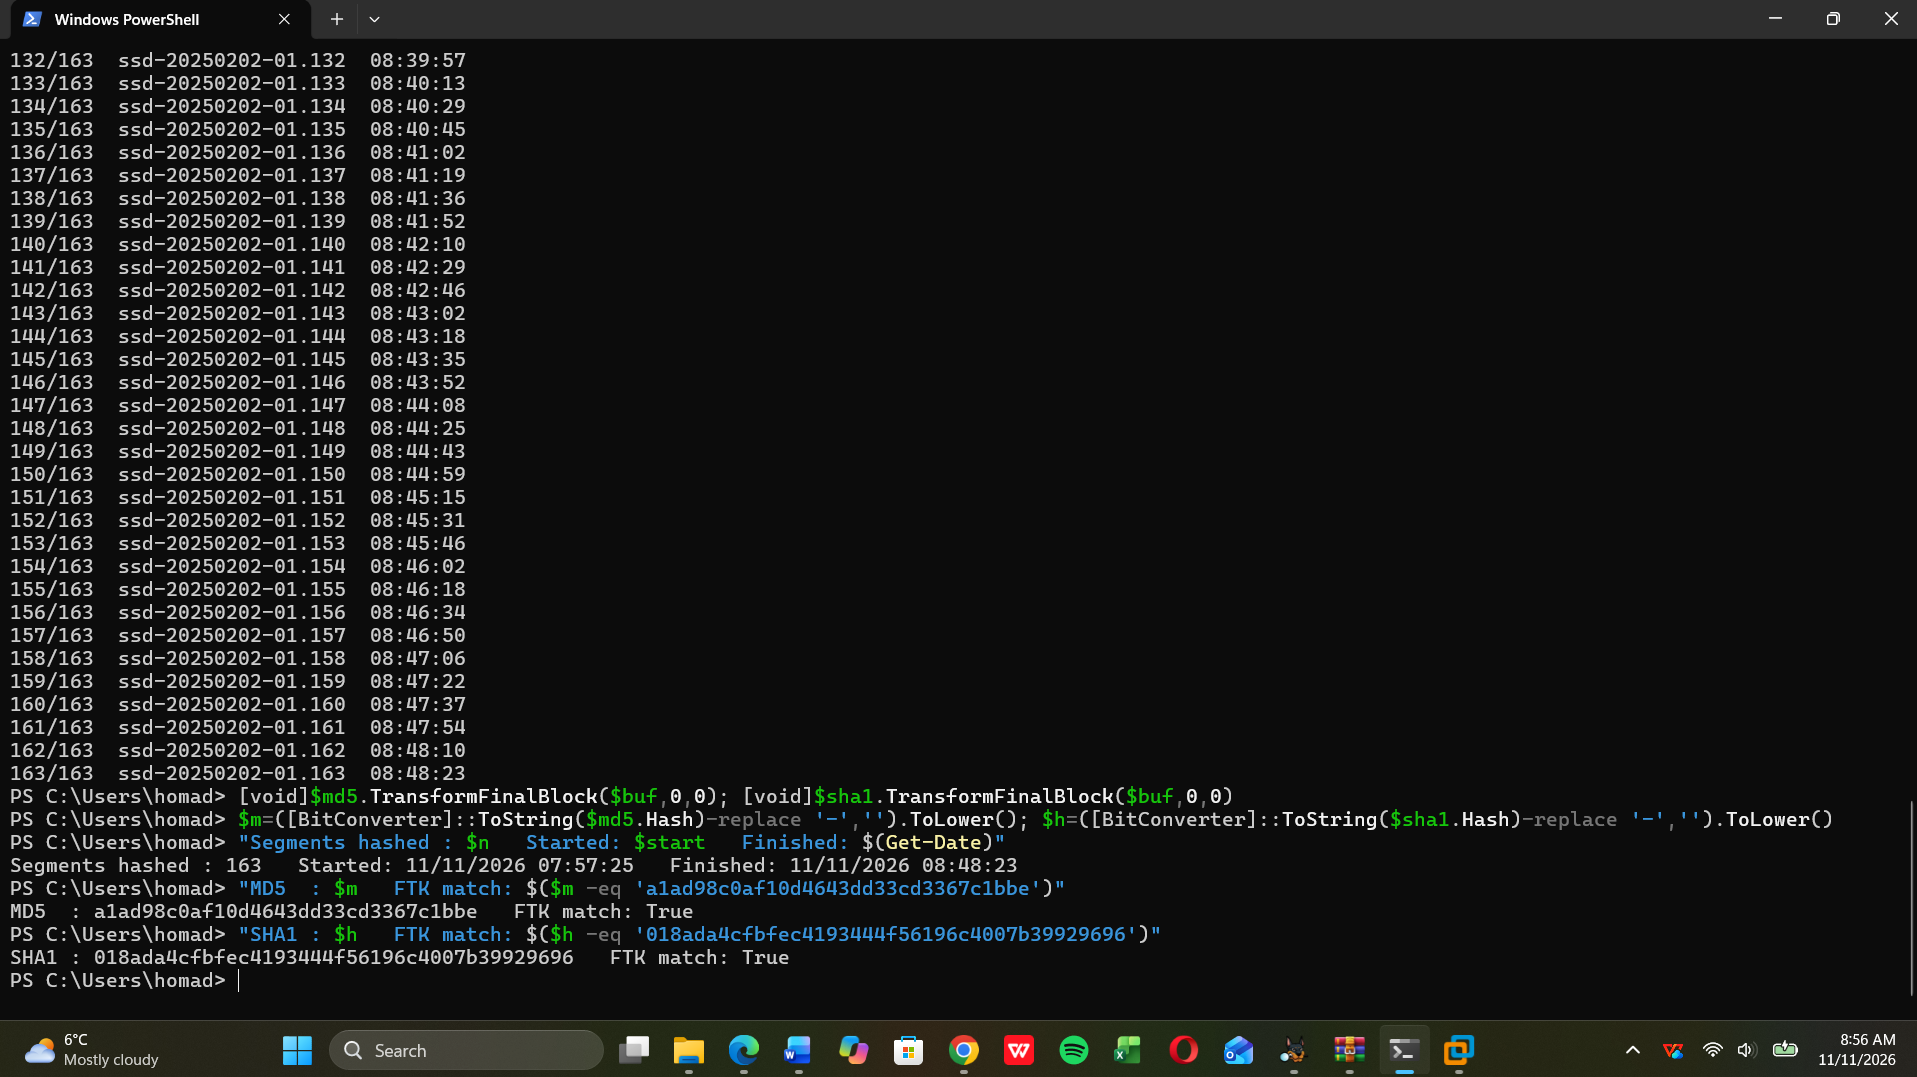 Windows PowerShell
132/163  ssd-20250202-01.132  08:39:57
133/163  ssd-20250202-01.133  08:40:13
134/163  ssd-20250202-01.134  08:40:29
135/163  ssd-20250202-01.135  08:40:45
136/163  ssd-20250202-01.136  08:41:02
137/163  ssd-20250202-01.137  08:41:19
138/163  ssd-20250202-01.138  08:41:36
139/163  ssd-20250202-01.139  08:41:52
140/163  ssd-20250202-01.140  08:42:10
141/163  ssd-20250202-01.141  08:42:29
142/163  ssd-20250202-01.142  08:42:46
143/163  ssd-20250202-01.143  08:43:02
144/163  ssd-20250202-01.144  08:43:18
145/163  ssd-20250202-01.145  08:43:35
146/163  ssd-20250202-01.146  08:43:52
147/163  ssd-20250202-01.147  08:44:08
148/163  ssd-20250202-01.148  08:44:25
149/163  ssd-20250202-01.149  08:44:43
150/163  ssd-20250202-01.150  08:44:59
151/163  ssd-20250202-01.151  08:45:15
152/163  ssd-20250202-01.152  08:45:31
153/163  ssd-20250202-01.153  08:45:46
154/163  ssd-20250202-01.154  08:46:02
155/163  ssd-20250202-01.155  08:46:18
156/163  ssd-20250202-01.156  08:46:34
157/163  ssd-20250202-01.157  08:46:50
158/163  ssd-20250202-01.158  08:47:06
159/163  ssd-20250202-01.159  08:47:22
160/163  ssd-20250202-01.160  08:47:37
161/163  ssd-20250202-01.161  08:47:54
162/163  ssd-20250202-01.162  08:48:10
163/163  ssd-20250202-01.163  08:48:23
PS C:\Users\homad> [void]$md5.TransformFinalBlock($buf,0,0); [void]$sha1.TransformFinalBlock($buf,0,0)
PS C:\Users\homad> $m=([BitConverter]::ToString($md5.Hash)-replace '-','').ToLower(); $h=([BitConverter]::ToString($sha1.Hash)-replace '-','').ToLower()
PS C:\Users\homad> "Segments hashed : $n   Started: $start   Finished: $(Get-Date)"
Segments hashed : 163   Started: 11/11/2026 07:57:25   Finished: 11/11/2026 08:48:23
PS C:\Users\homad> "MD5  : $m   FTK match: $($m -eq 'a1ad98c0af10d4643dd33cd3367c1bbe')"
MD5  : a1ad98c0af10d4643dd33cd3367c1bbe   FTK match: True
PS C:\Users\homad> "SHA1 : $h   FTK match: $($h -eq '018ada4cfbfec4193444f56196c4007b39929696')"
SHA1 : 018ada4cfbfec4193444f56196c4007b39929696   FTK match: True
PS C:\Users\homad>
6°C
Mostly cloudy
Search
8:56 AM
11/11/2026